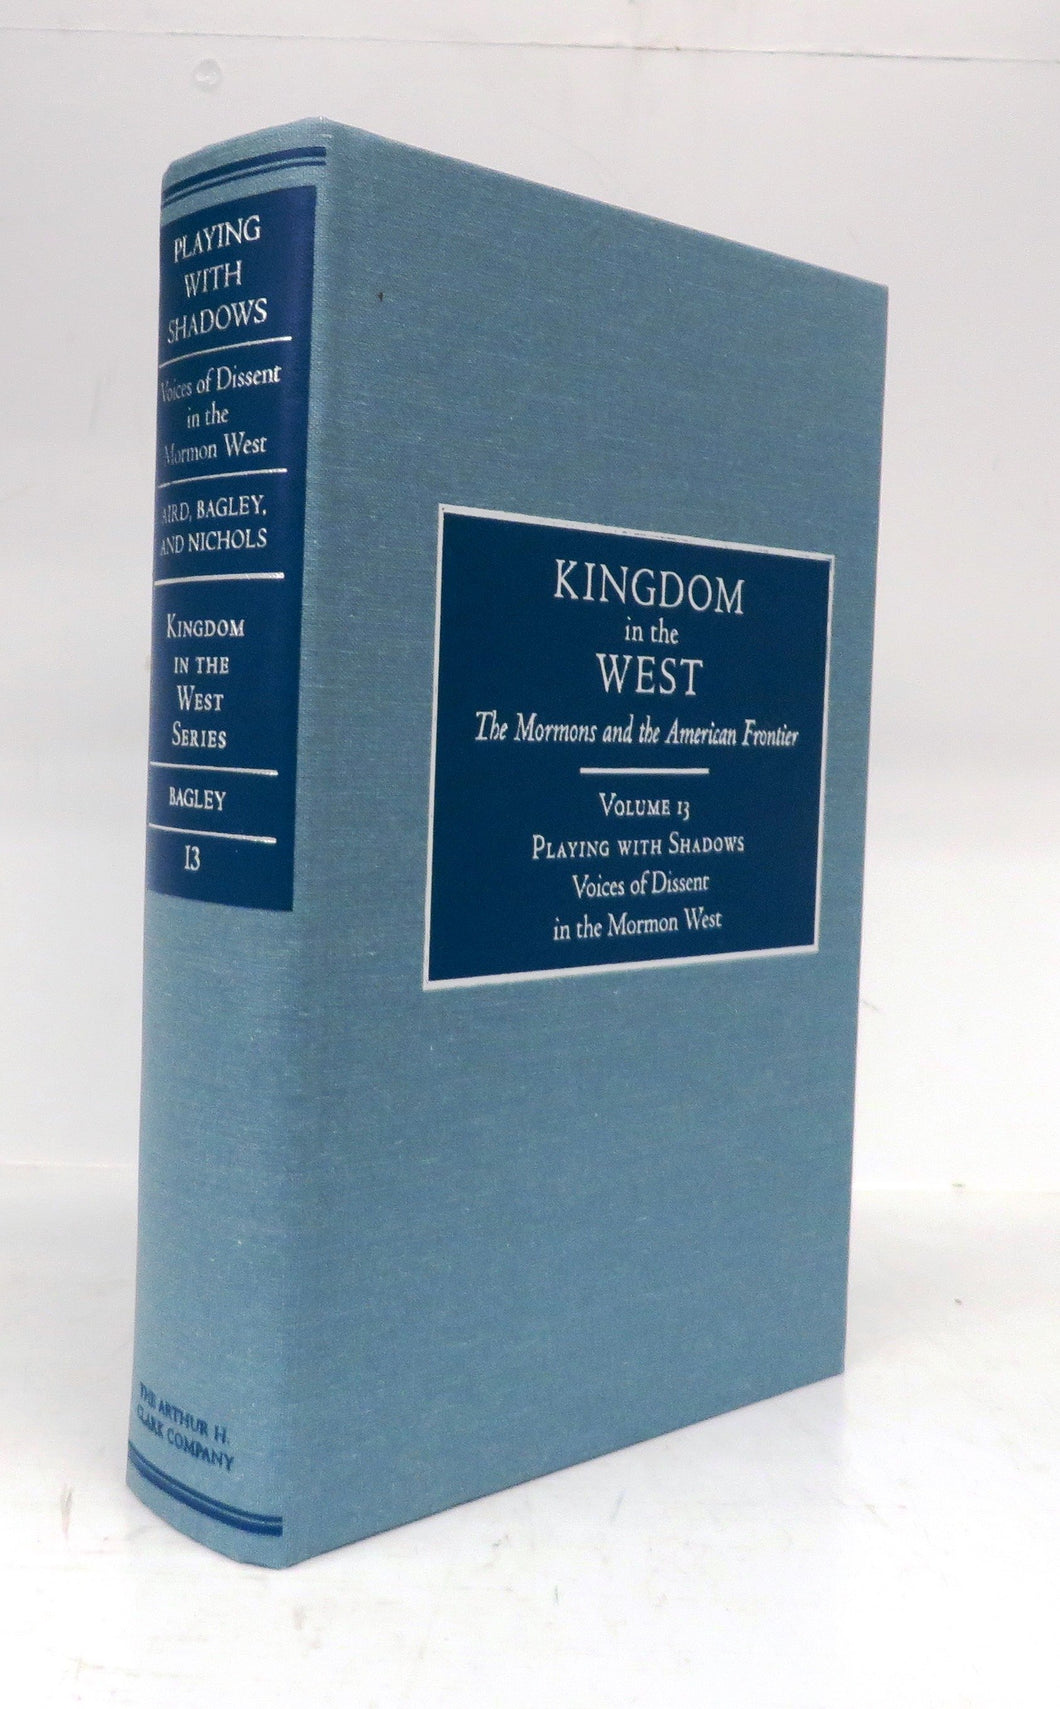 PLAYING
WITH
SHADOWS
Voices of Dissent
in the
Mormon West
AIRD, BAGLEY,
AND NICHOLS
KINGDOM
IN THE
WEST
SERIES
BAGLEY
13
THE ARTHUR H.
CLARK COMPANY
KINGDOM
in the
WEST
The Mormons and the American Frontier
VOLUME 13
PLAYING WITH SHADOWS
Voices of Dissent
in the Mormon West